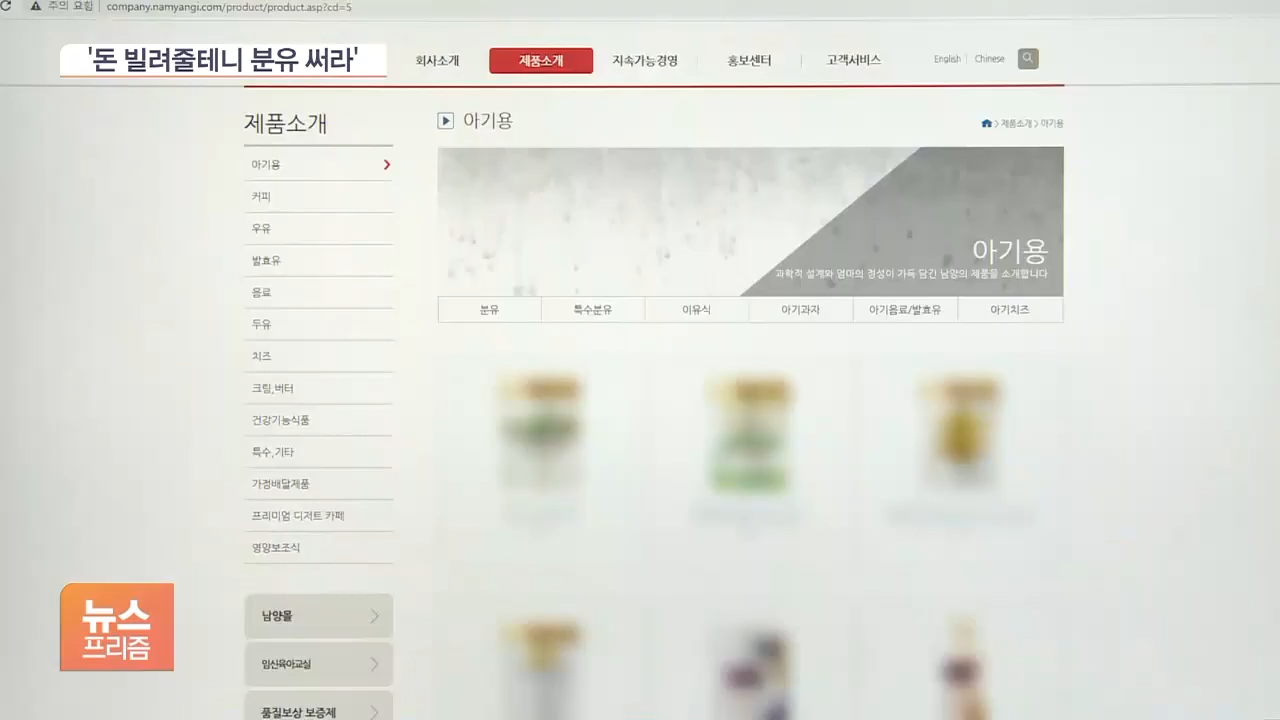 주의 요함
company.namyangi.com/product/product.asp?cd=5
'돈 빌려줄테니 분유 써라'
회사소개
제품소개
지속가능경영
홍보센터
고객서비스
English
Chinese
제품소개
아기용
커피
우유
발효유
음료
두유
치즈
크림,버터
건강기능식품
특수,기타
가정배달제품
프리미엄 디저트 카페
영양보조식
남양몰
임신육아교실
품질보상 보증제
아기용
> 제품소개 > 아기용
아기용
과학적 설계와 엄마의 정성이 가득 담긴 남양의 제품을 소개합니다
분유
특수분유
이유식
아기과자
아기음료/발효유
아기치즈
뉴스
프리즘